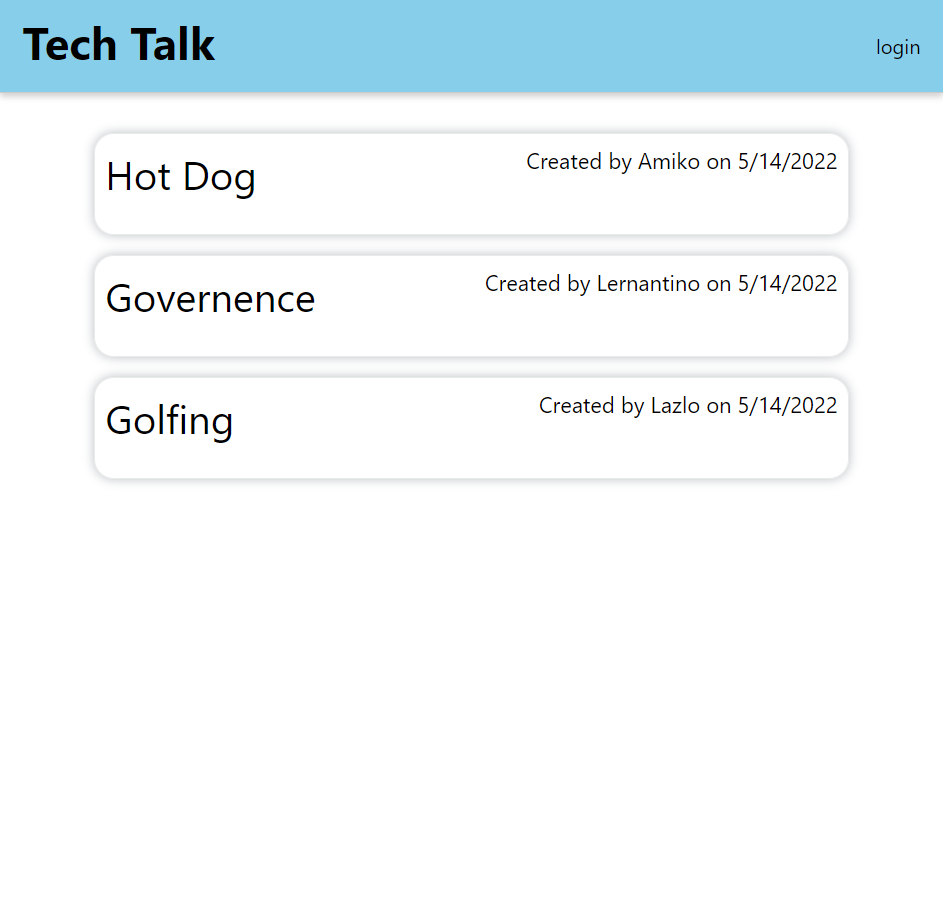 Tech Talk
login
Hot Dog
Created by Amiko on 5/14/2022
Governence
Created by Lernantino on 5/14/2022
Golfing
Created by Lazlo on 5/14/2022